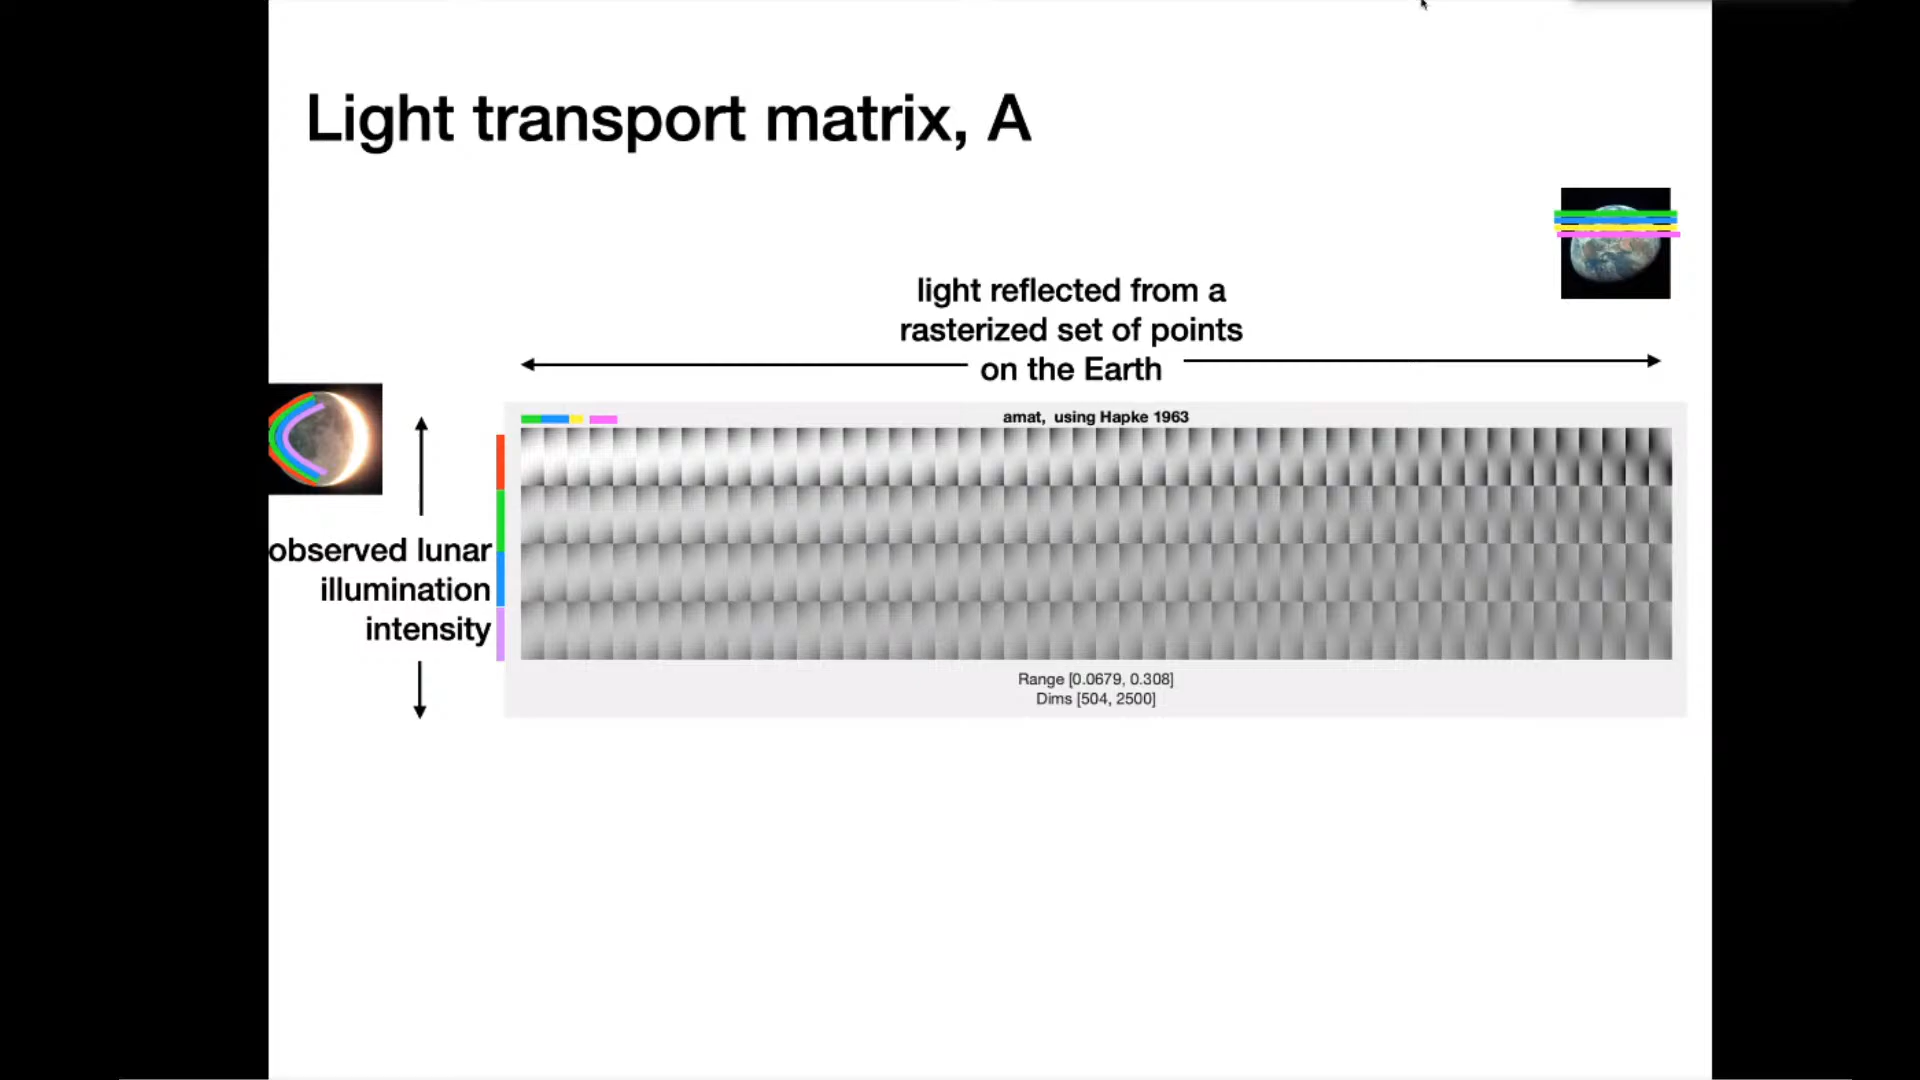 Light transport matrix, A
light reflected from a
rasterized set of points
on the Earth
amat, using Hapke 1963
observed lunar
illumination
intensity
Range [0.0679, 0.308]
Dims [504, 2500]